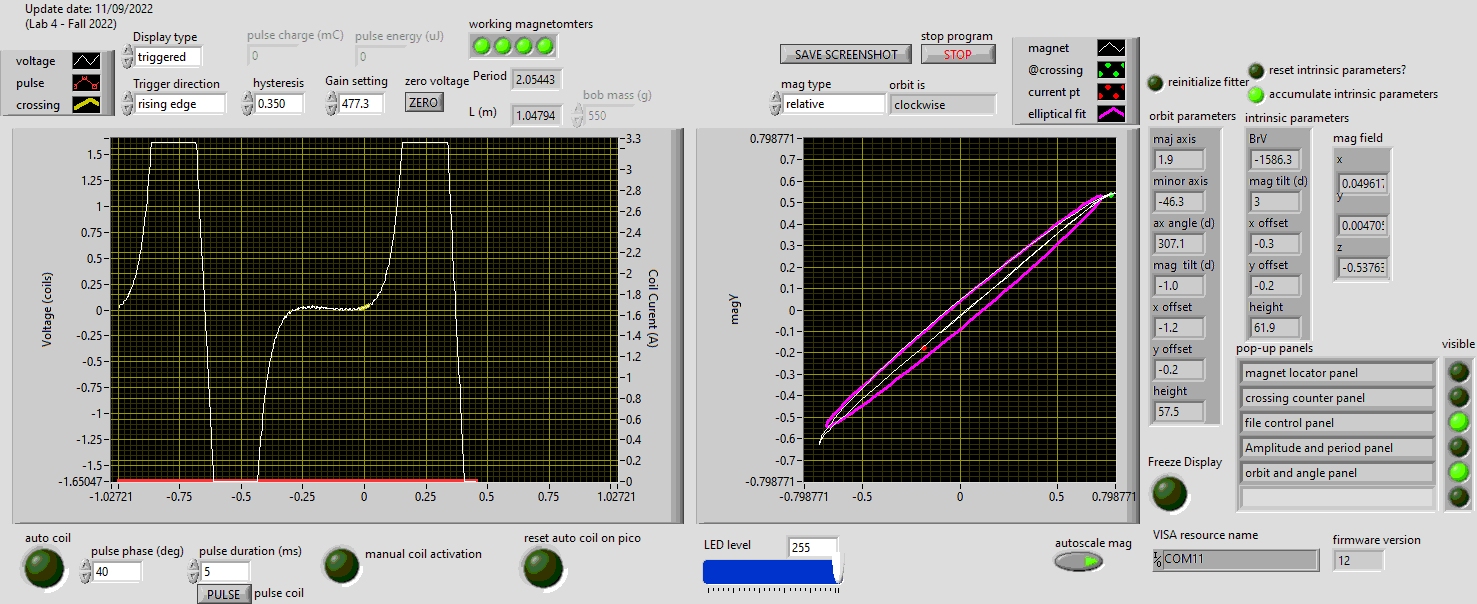 Update date: 11/09/2022
(Lab 4 - Fall 2022)
voltage
pulse
crossing
Display type
triggered
Trigger direction
rising edge
pulse charge (mC)
0
pulse energy (uJ)
0
hysteresis
0.350
Gain setting
477.3
zero voltage
ZERO
working magnetomters
Period
2.05443
L (m)
1.04794
bob mass (g)
550
SAVE SCREENSHOT
stop program
STOP
mag type
relative
orbit is
clockwise
magnet
@crossing
current pt
elliptical fit
reinitialize fitter
reset intrinsic parameters?
accumulate intrinsic parameters
Voltage (coils)
1.5
1.25
1
0.75
0.5
0.25
0
-0.25
-0.5
-0.75
-1
-1.25
-1.5
-1.65047
-1.02721
-0.75
-0.5
-0.25
0
0.25
0.5
0.75
1.02721
3.3
3
2.8
2.6
2.4
2.2
2
1.8
1.6
1.4
1.2
1
0.8
0.6
0.4
0.2
0
Coil Curent (A)
magy
0.798771
0.7
0.6
0.5
0.4
0.3
0.2
0.1
0
-0.1
-0.2
-0.3
-0.4
-0.5
-0.6
-0.7
-0.798771
-0.798771
-0.5
0
0.5
0.798771
orbit parameters
maj axis
1.9
minor axis
-46.3
ax angle (d)
307.1
mag tilt (d)
-1.0
x offset
-1.2
y offset
-0.2
height
57.5
intrinsic parameters
BrV
-1586.3
mag tilt (d)
3
x offset
-0.3
y offset
-0.2
height
61.9
mag field
x
0.04961
y
0.00470
z
-0.5376
pop-up panels
visible
magnet locator panel
crossing counter panel
file control panel
Amplitude and period panel
orbit and angle panel
Freeze Display
auto coil
pulse phase (deg)
40
pulse duration (ms)
5
PULSE
pulse coil
manual coil activation
reset auto coil on pico
LED level
255
autoscale mag
VISA resource name
COM11
firmware version
12